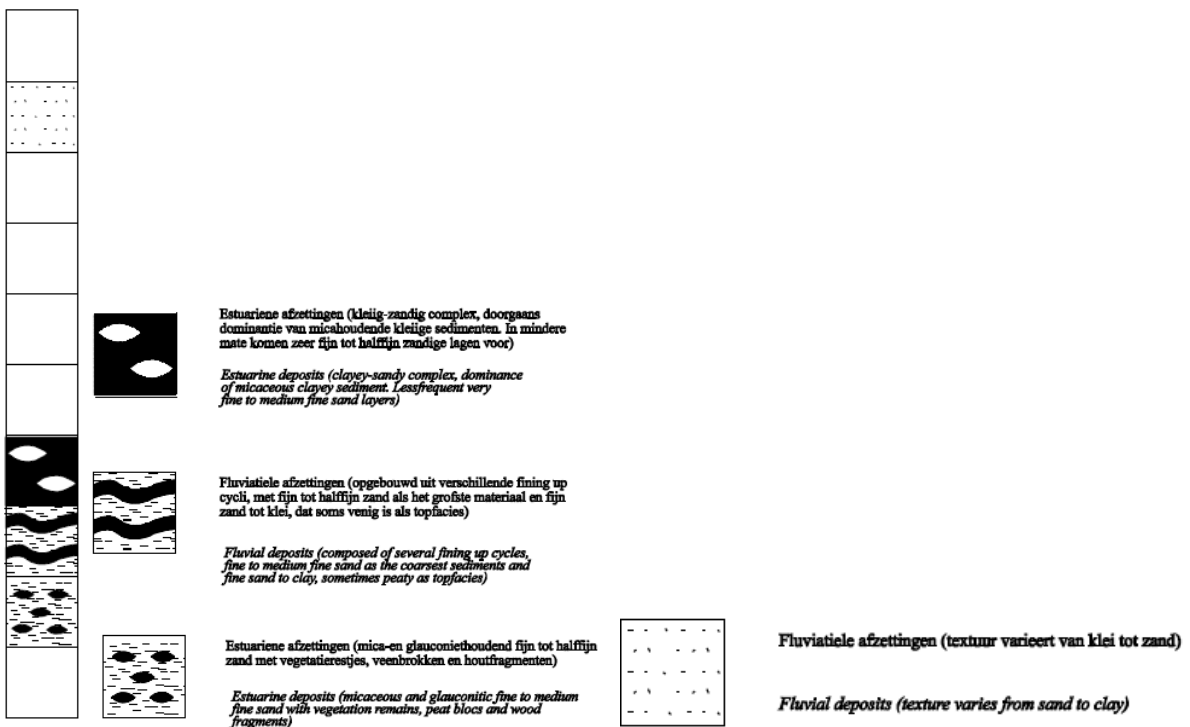 Estuariene afzettingen (kleiig-zandig complex, doorgaans
dominantie van micahoudende kleiige sedimenten. In mindere
mate komen zeer fijn tot halffijn zandige lagen voor)
Estuarine deposits (clayey-sandy complex, dominance
of micaceous clayey sediment. Lessfrequent very
fine to medium fine sand layers)
Fluviatiele afzettingen (opgebouwd uit verschillende fining up
cycli, met fijn tot halffijn zand als het grofste materiaal en fijn
zand tot klei, dat soms venig is als topfacies)
Fluvial deposits (composed of several fining up cycles,
fine to medium fine sand as the coarsest sediments and
fine sand to clay, sometimes peaty as topfacies)
Estuariene afzettingen (mica-en glauconiethoudend fijn tot halffijn
zand met vegetatierestjes, veenbrokken en houtfragmenten)
Estuarine deposits (micaceous and glauconitic fine to medium
fine sand with vegetation remains, peat blocs and wood
fragments)
Fluviatiele afzettingen (textuur varieert van klei tot zand)
Fluvial deposits (texture varies from sand to clay)